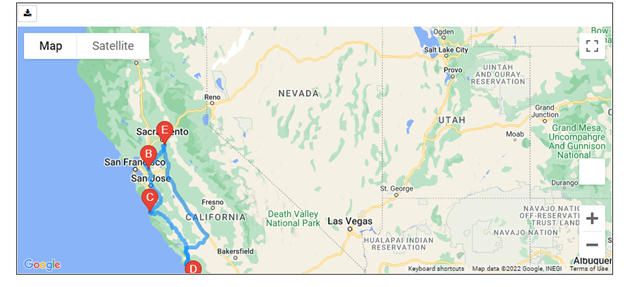 Map Satellite
Ogden
Salt Lake City
Bow
Provo
UINTAH
AND OURAY
RESERVATION
Reno
NEVADA
UTAH
Grand
Junction
Grand Mesa,
Uncompahgre,
And Gunnison
National
Moab
Sacramento
E
B
San Francisco
San Jose
C
Fresno
CALIFORNIA
Death Valley
National Park
St. George
Durango
Las Vegas
NAVAJO
OFF-RESERVAT
TRUST LAND
NAVAJO NATION
HUALAPAI INDIAN
RESERVATION
Bakersfield
D
Albuquer
Google
Keyboard shortcuts Map data ©2022 Google, INEGI Terms of Use